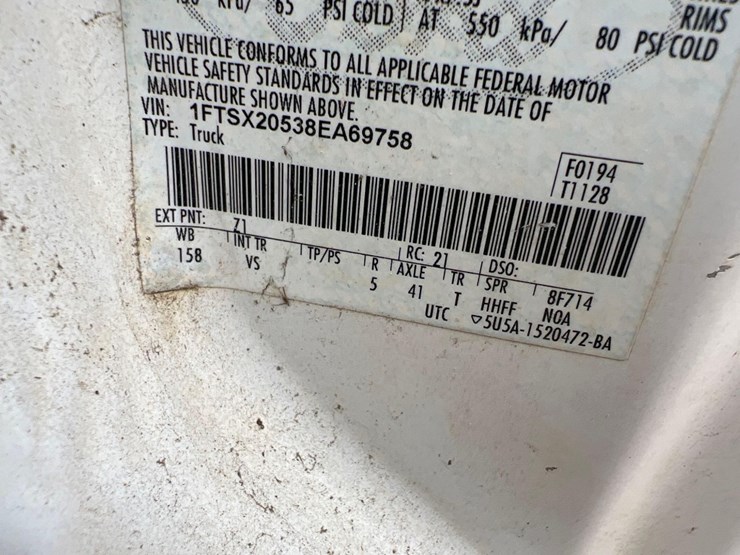 kPa/ 65 PSI COLD AT 550 kPa/ 80 PSI COLD
RIMS
THIS VEHICLE CONFORMS TO ALL APPLICABLE FEDERAL MOTOR
VEHICLE SAFETY STANDARDS IN EFFECT ON THE DATE OF
MANUFACTURE SHOWN ABOVE.
VIN: 1FTSX20538EA69758
TYPE: Truck
F0194
T1128
EXT PNT: Z1 RC: 21 DSO:
WB INT TR TP/PS R AXLE TR SPR 8F714
158 VS 5 41 T HHFF NOA
UTC ▽5U5A-1520472-BA